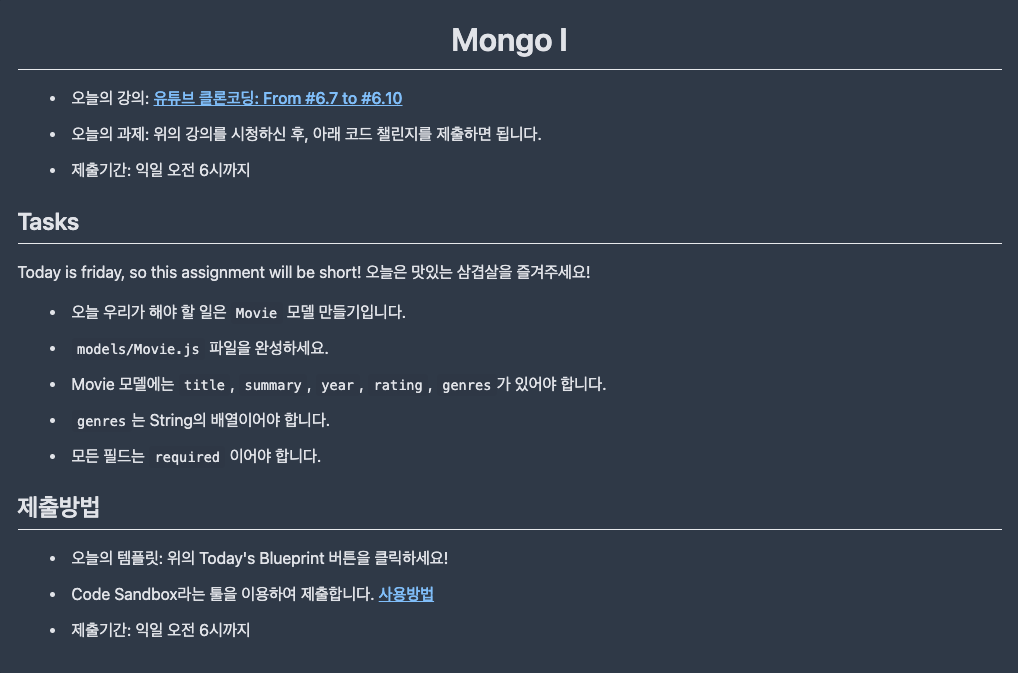 Mongo I
오늘의 강의: 유튜브 클론코딩: From #6.7 to #6.10
오늘의 과제: 위의 강의를 시청하신 후, 아래 코드 챌린지를 제출하면 됩니다.
제출기간: 익일 오전 6시까지
Tasks
Today is friday, so this assignment will be short! 오늘은 맛있는 삼겹살을 즐겨주세요!
오늘 우리가 해야 할 일은 Movie 모델 만들기입니다.
models/Movie.js 파일을 완성하세요.
Movie 모델에는 title, summary, year, rating, genres 가 있어야 합니다.
genres 는 String의 배열이어야 합니다.
모든 필드는 required 이어야 합니다.
제출방법
오늘의 템플릿: 위의 Today's Blueprint 버튼을 클릭하세요!
Code Sandbox라는 툴을 이용하여 제출합니다. 사용방법
제출기간: 익일 오전 6시까지